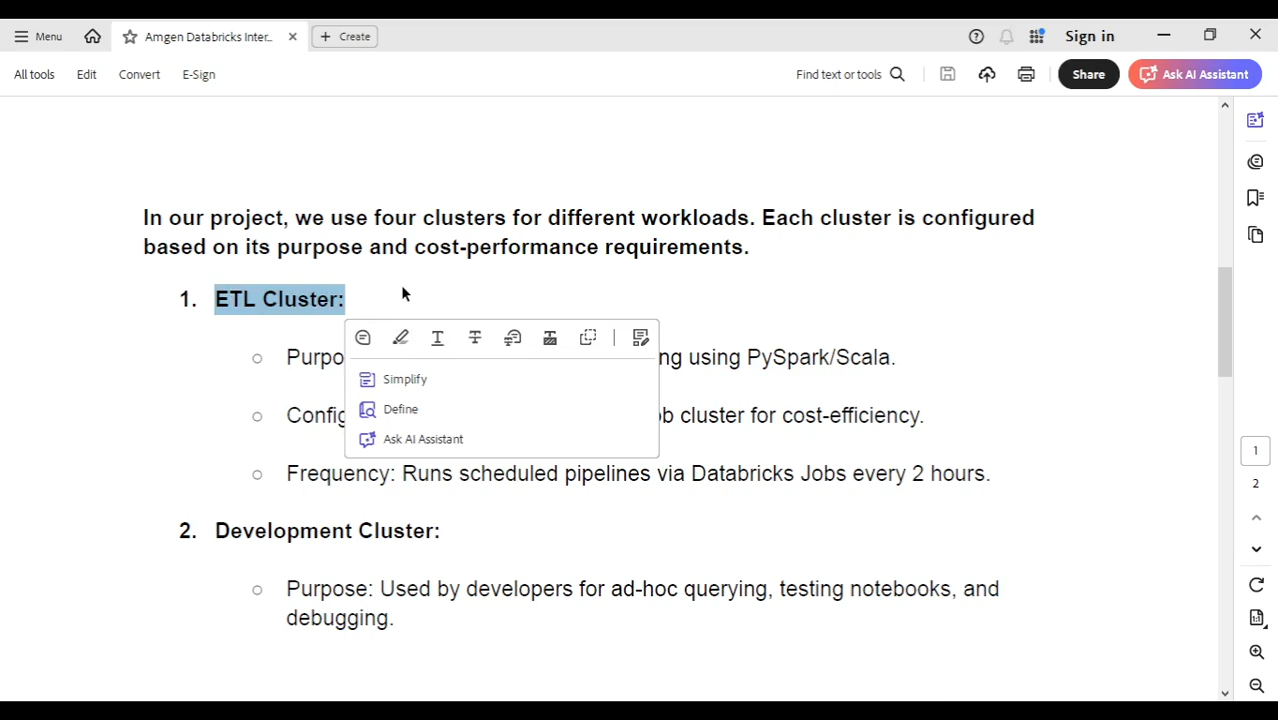 Menu
Amgen Databricks Inter...
Create
Sign in
All tools
Edit
Convert
E-Sign
Find text or tools
Share
Ask AI Assistant
In our project, we use four clusters for different workloads. Each cluster is configured
based on its purpose and cost-performance requirements.
1. ETL Cluster:
Purpo ng using PySpark/Scala.
Simplify
Define
Config b cluster for cost-efficiency.
Ask AI Assistant
Frequency: Runs scheduled pipelines via Databricks Jobs every 2 hours.
1
2
2. Development Cluster:
Purpose: Used by developers for ad-hoc querying, testing notebooks, and
debugging.